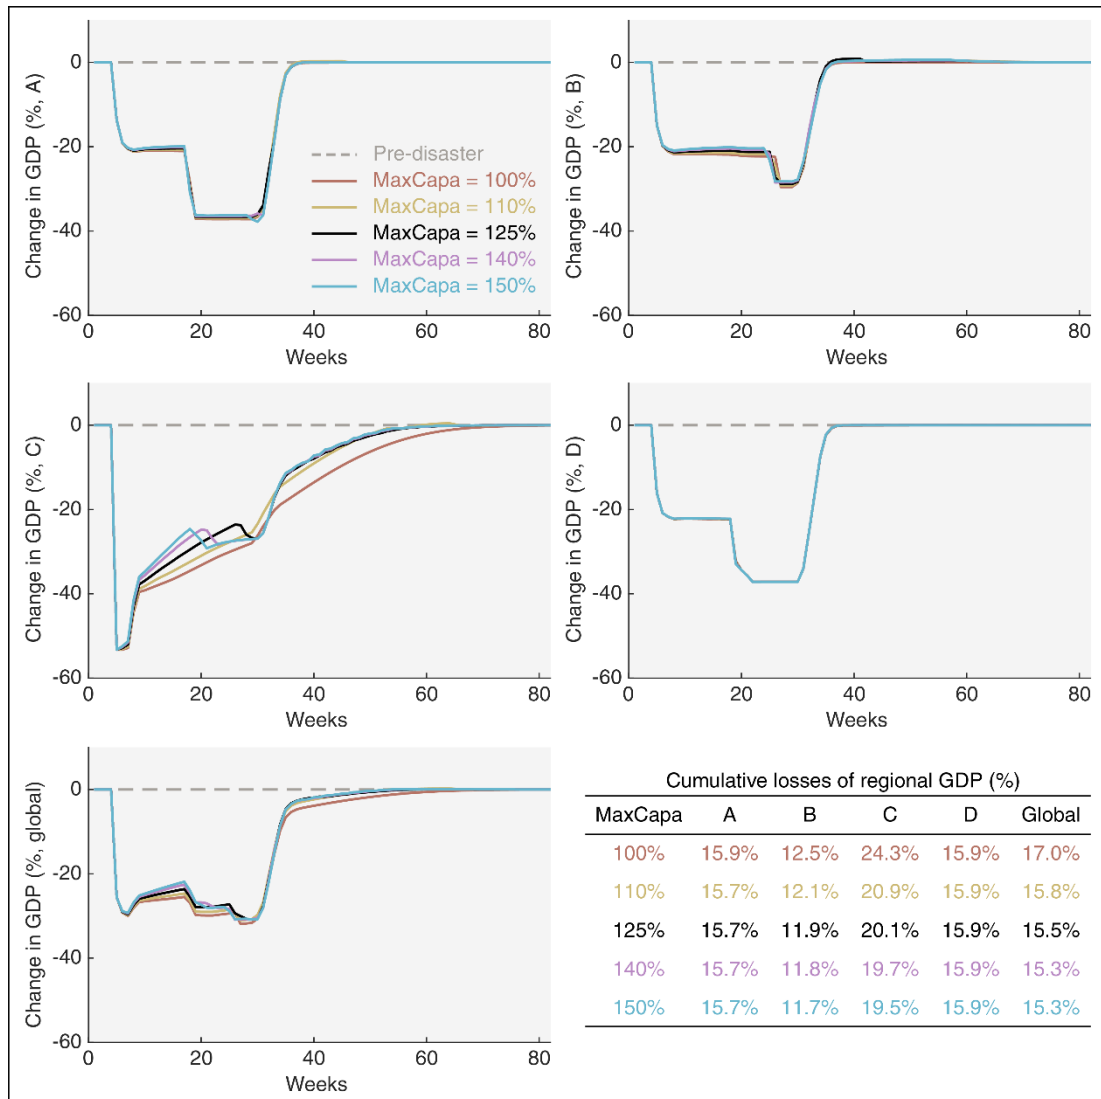 Change in GDP (%, A)
0
-20
-40
-60
0 20 40 60 80
Weeks
Pre-disaster
MaxCapa = 100%
MaxCapa = 110%
MaxCapa = 125%
MaxCapa = 140%
MaxCapa = 150%
Change in GDP (%, B)
0
-20
-40
-60
0 20 40 60 80
Weeks
Change in GDP (%, C)
0
-20
-40
-60
0 20 40 60 80
Weeks
Change in GDP (%, D)
0
-20
-40
-60
0 20 40 60 80
Weeks
Change in GDP (%, global)
0
-20
-40
-60
0 20 40 60 80
Weeks
Cumulative losses of regional GDP (%)
MaxCapa A B C D Global
100% 15.9% 12.5% 24.3% 15.9% 17.0%
110% 15.7% 12.1% 20.9% 15.9% 15.8%
125% 15.7% 11.9% 20.1% 15.9% 15.5%
140% 15.7% 11.8% 19.7% 15.9% 15.3%
150% 15.7% 11.7% 19.5% 15.9% 15.3%